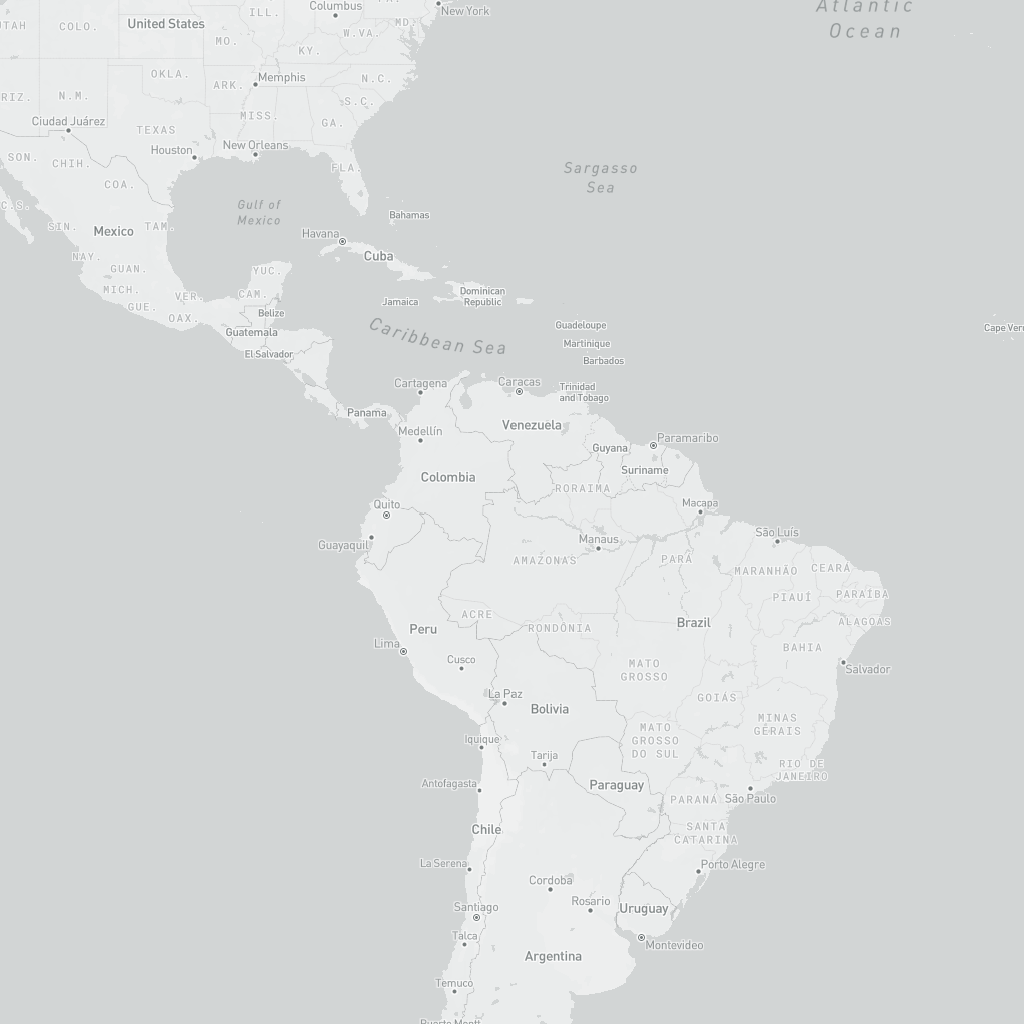 Atlantic
Ocean
Columbus
New York
ILL.
UTAH
COLO.
United States
MD.
W.VA.
MO.
KY.
OKLA.
Memphis
N.C.
ARK.
RIZ.
N.M.
S.C.
MISS.
Ciudad Juárez
GA.
TEXAS
New Orleans
Houston
SON.
CHIH.
FLA.
Sargasso
Sea
COA.
Gulf of
Mexico
C.S.
Bahamas
SIN.
Mexico
TAM.
Havana
NAY.
Cuba
GUAN.
YUC.
MICH.
VER.
CAM.
Dominican
Republic
Jamaica
GUE.
OAX.
Belize
Guadeloupe
Cape Ver
Guatemala
Caribbean Sea
Martinique
El Salvador
Barbados
Cartagena
Caracas
Trinidad
and Tobago
Panama
Venezuela
Medellín
Paramaribo
Guyana
Suriname
Colombia
RORAIMA
Quito
Macapa
São Luís
Guayaquil
Manaus
AMAZONAS
PARÁ
MARANHÃO
CEARÁ
PIAUÍ
PARAÍBA
ACRE
Peru
RONDÔNIA
Brazil
ALAGOAS
Lima
BAHIA
Cusco
MATO
GROSSO
Salvador
La Paz
GOIÁS
Bolivia
MINAS
GERAIS
MATO
GROSSO
DO SUL
Iquique
Tarija
RIO DE
JANEIRO
Antofagasta
Paraguay
PARANÁ
São Paulo
Chile
SANTA
CATARINA
La Serena
Porto Alegre
Cordoba
Rosario
Santiago
Uruguay
Talca
Montevideo
Argentina
Temuco
Puerto Montt